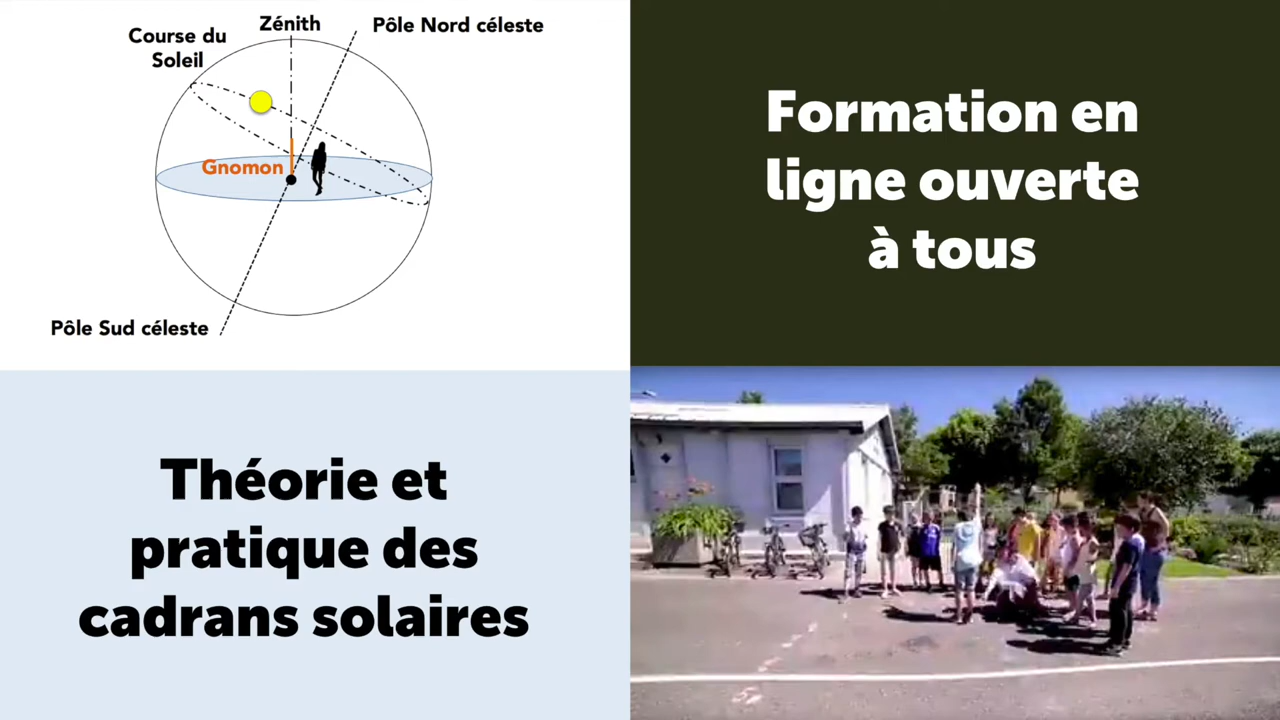 Zénith
Pôle Nord céleste
Course du
Soleil
Gnomon
Pôle Sud céleste
Formation en
ligne ouverte
à tous
Théorie et
pratique des
cadrans solaires